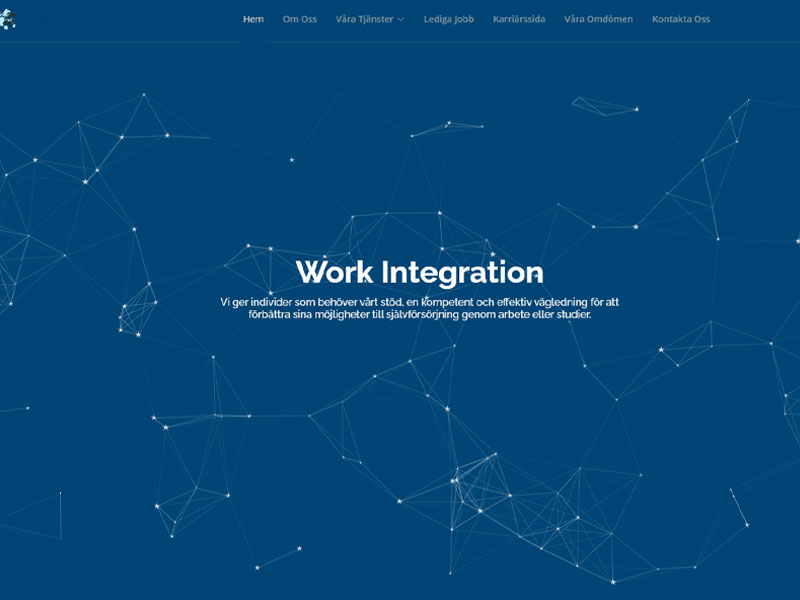 Hem Om Oss Våra Tjänster Lediga Jobb Karriärssida Våra Omdömen Kontakta Oss
Work Integration
Vi ger individer som behöver vårt stöd, en kompetent och effektiv vägledning för att
förbättra sina möjligheter till självförsörjning genom arbete eller studier.